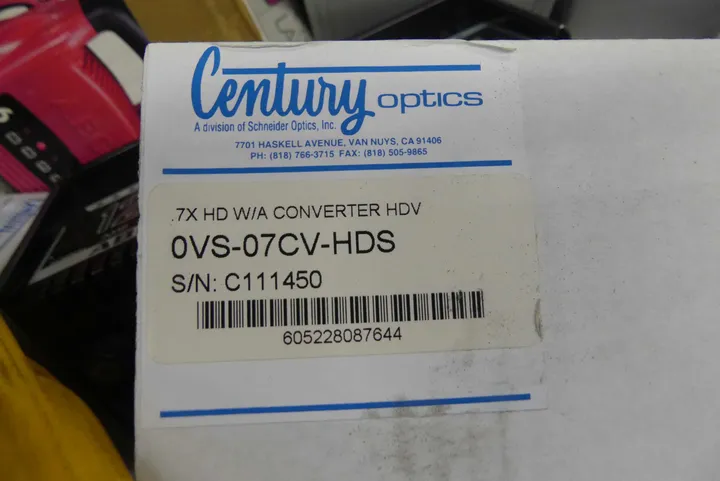 Century optics
A division of Schneider Optics, Inc.
7701 HASKELL AVENUE, VAN NUYS, CA 91406
PH: (818) 766-3715 FAX: (818) 505-9865
.7X HD W/A CONVERTER HDV
0VS-07CV-HDS
S/N: C111450
605228087644